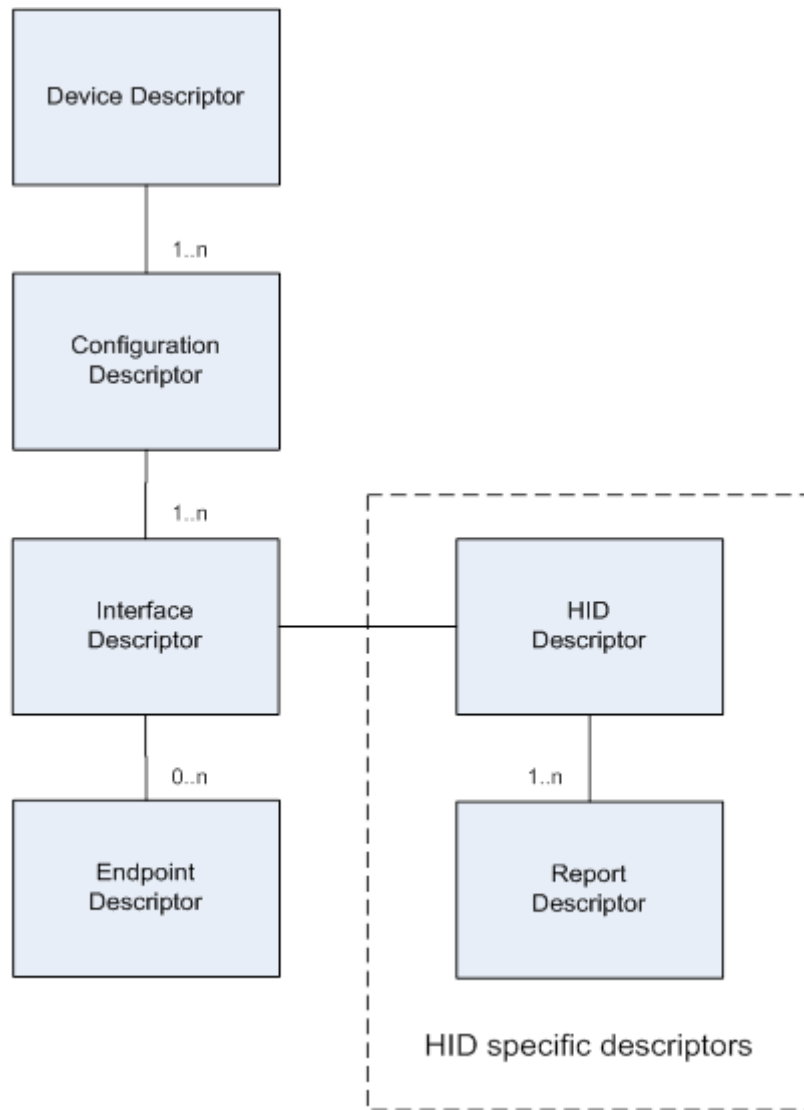 Device Descriptor
1..n
Configuration
Descriptor
1..n
Interface
Descriptor
HID
Descriptor
0..n
1..n
Endpoint
Descriptor
Report
Descriptor
HID specific descriptors